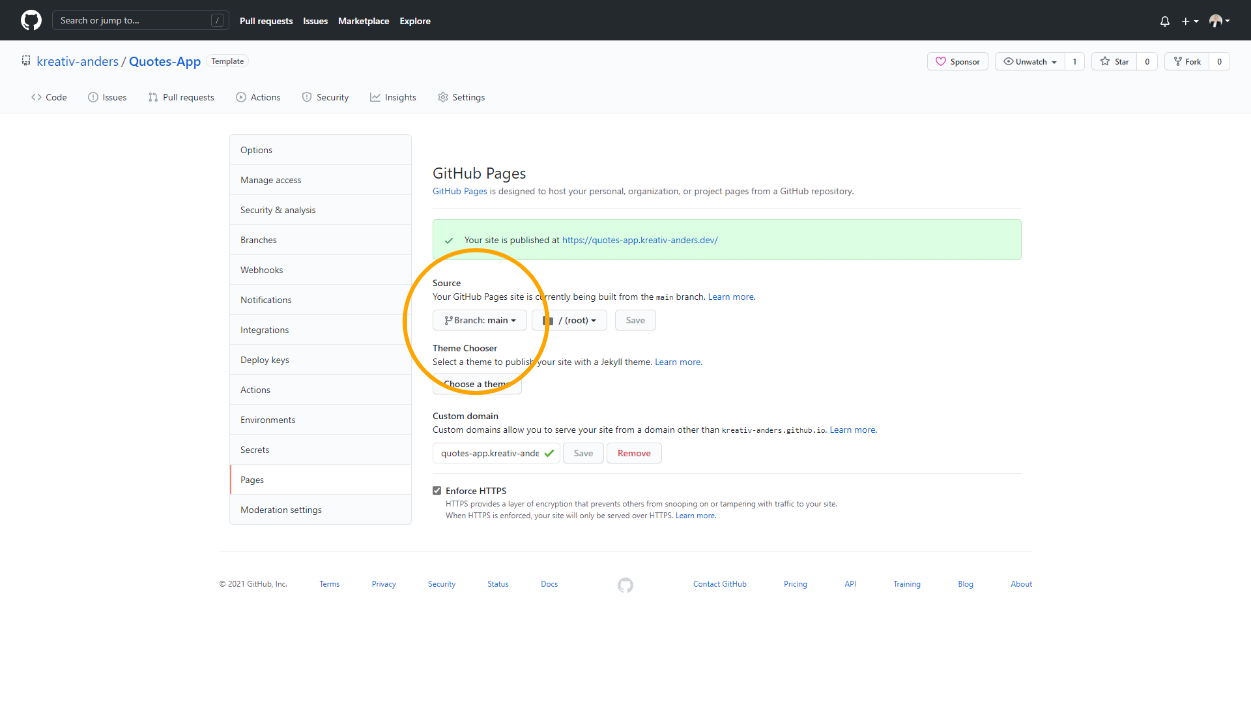 Search or jump to... /
Pull requests Issues Marketplace Explore
kreativ-anders / Quotes-App Template
Sponsor Unwatch 1 Star 0 Fork 0
Code Issues Pull requests Actions Security Insights Settings
Options
Manage access
Security & analysis
Branches
Webhooks
Notifications
Integrations
Deploy keys
Actions
Environments
Secrets
Pages
Moderation settings
GitHub Pages
GitHub Pages is designed to host your personal, organization, or project pages from a GitHub repository.
Your site is published at https://quotes-app.kreativ-anders.dev/
Source
Your GitHub Pages site is currently being built from the main branch. Learn more.
Branch: main / (root) Save
Theme Chooser
Select a theme to publish your site with a Jekyll theme. Learn more.
Choose a theme
Custom domain
Custom domains allow you to serve your site from a domain other than kreativ-anders.github.io. Learn more.
quotes-app.kreativ-ande Save Remove
Enforce HTTPS
HTTPS provides a layer of encryption that prevents others from snooping on or tampering with traffic to your site.
When HTTPS is enforced, your site will only be served over HTTPS. Learn more.
© 2021 GitHub, Inc. Terms Privacy Security Status Docs Contact GitHub Pricing API Training Blog About